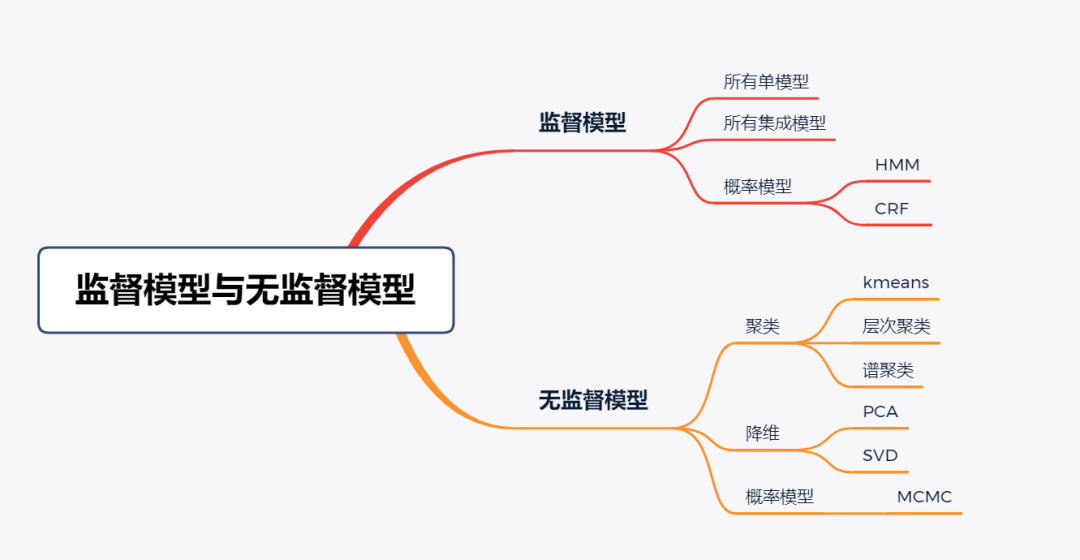 监督模型与无监督模型
监督模型
所有单模型
所有集成模型
概率模型
HMM
CRF
无监督模型
聚类
kmeans
层次聚类
谱聚类
降维
PCA
SVD
概率模型
MCMC